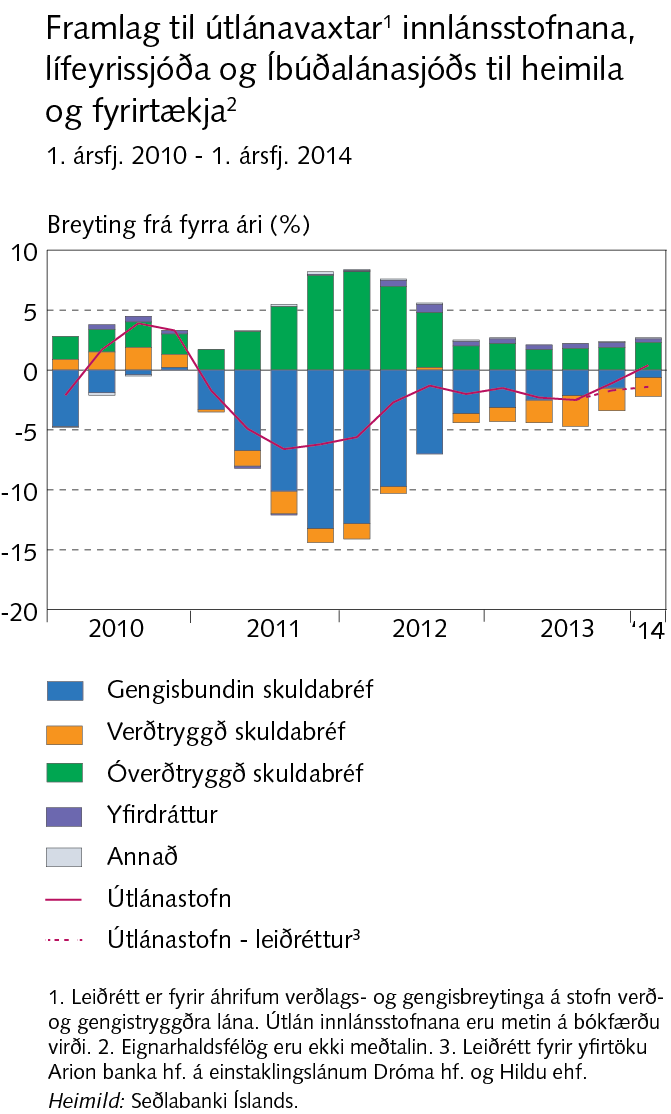 Framlag til útlánavaxtar¹ innlánsstofnana,
lífeyrissjóða og Íbúðalánasjóðs til heimila
og fyrirtækja²
1. ársfj. 2010 - 1. ársfj. 2014
Breyting frá fyrra ári (%)
10
5
0
-5
-10
-15
-20
2010 2011 2012 2013 ‘14
Gengisbundin skuldabréf
Verðtryggð skuldabréf
Óverðtryggð skuldabréf
Yfirdráttur
Annað
Útlánastofn
Útlánastofn - leiðréttur³
1. Leiðrétt er fyrir áhrifum verðlags- og gengisbreytinga á stofn verð-
og gengistryggðra lána. Útlán innlánsstofnana eru metin á bókfærðu
virði. 2. Eignarhaldsfélög eru ekki meðtalin. 3. Leiðrétt fyrir yfirtöku
Arion banka hf. á einstaklingslánum Dróma hf. og Hildu ehf.
Heimild: Seðlabanki Íslands.